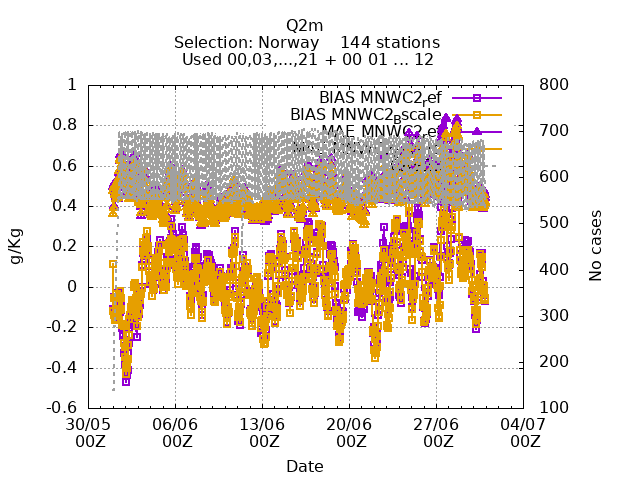 Q2m
Selection: Norway 144 stations
Used 00,03,...,21 + 00 01 ... 12
1
0.8
0.6
0.4
0.2
0
-0.2
-0.4
-0.6
800
700
600
500
400
300
200
100
BIAS MNWC2_ref
BIAS MNWC2_Bscale
MAE MNWC2_ref
30/05 06/06 13/06 20/06 27/06 04/07
00Z 00Z 00Z 00Z 00Z 00Z
g/Kg
No cases
Date